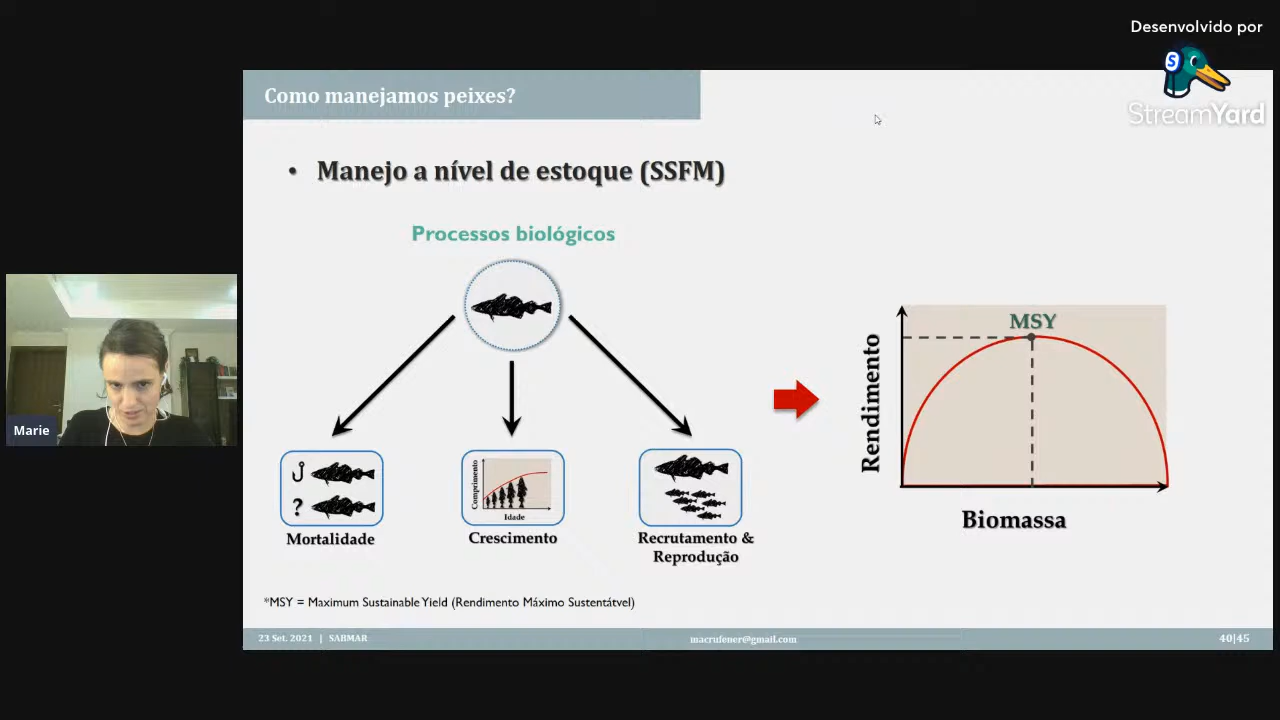 Desenvolvido por
StreamYard
Como manejamos peixes?
• Manejo a nível de estoque (SSFM)
Processos biológicos
MSY
Rendimento
Biomassa
Marie
?
Comprimento
Idade
Mortalidade
Crescimento
Recrutamento &
Reprodução
*MSY = Maximum Sustainable Yield (Rendimento Máximo Sustentátvel)
23 Set. 2021 | SABMAR
macrufener@gmail.com
40|45